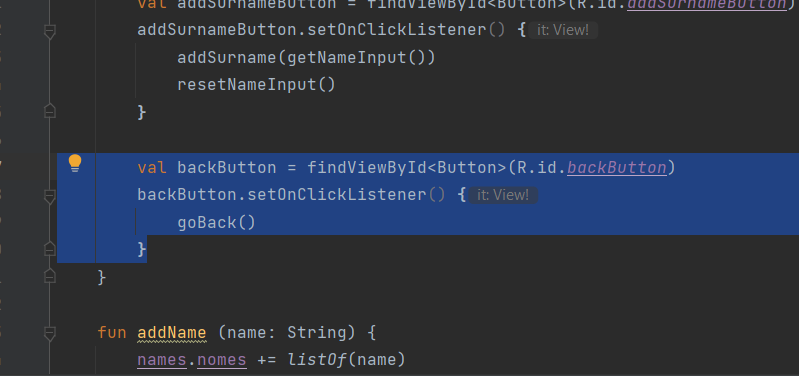 val addSurnameButton = findViewById<Button>(R.id.addSurnameButton)
addSurnameButton.setOnClickListener() { it: View!
addSurname(getNameInput())
resetNameInput()
}
val backButton = findViewById<Button>(R.id.backButton)
backButton.setOnClickListener() { it: View!
goBack()
}
}
fun addName (name: String) {
names.nomes += listOf(name)